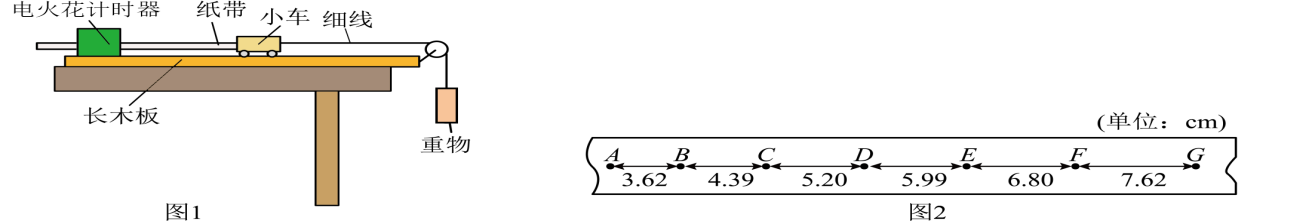 电火花计时器 纸带 小车 细线
长木板
重物
图1
(单位：cm)
A B C D E F G
3.62 4.39 5.20 5.99 6.80 7.62
图2